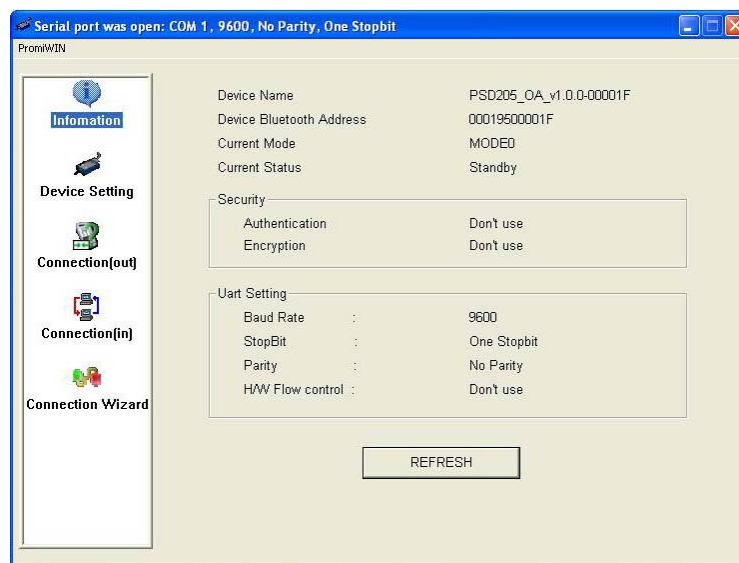 Serial port was open: COM 1, 9600, No Parity, One Stopbit
PromiWIN
Infomation
Device Setting
Connection(out)
Connection(in)
Connection Wizard
Device Name PSD205_OA_v1.0.0-00001F
Device Bluetooth Address 00019500001F
Current Mode MODE0
Current Status Standby
Security
Authentication Don't use
Encryption Don't use
Uart Setting
Baud Rate : 9600
StopBit : One Stopbit
Parity : No Parity
H/W Flow control : Don't use
REFRESH